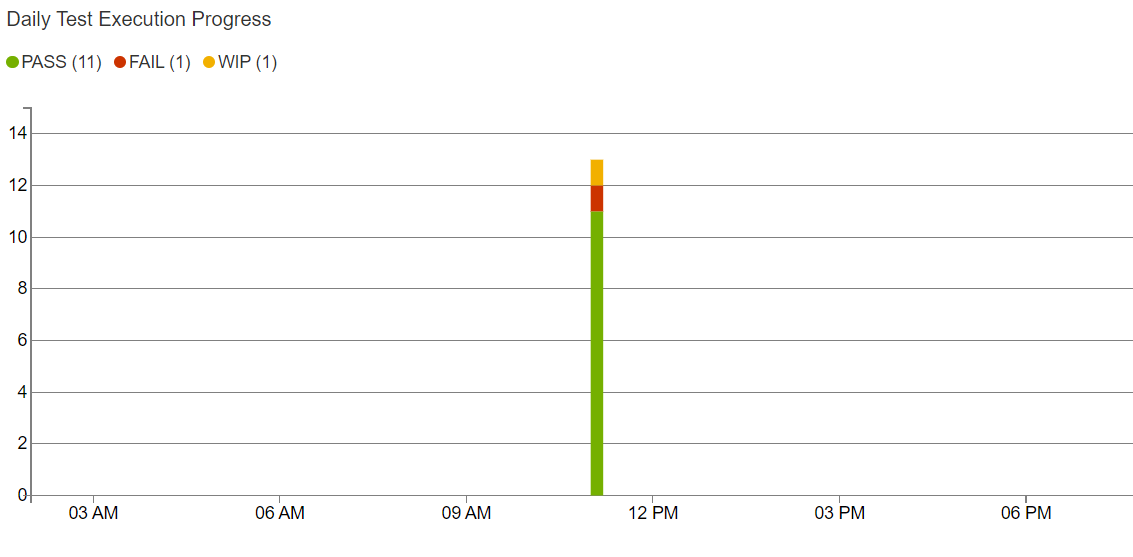 Daily Test Execution Progress
PASS (11) FAIL (1) WIP (1)
14
12
10
8
6
4
2
0
03 AM 06 AM 09 AM 12 PM 03 PM 06 PM